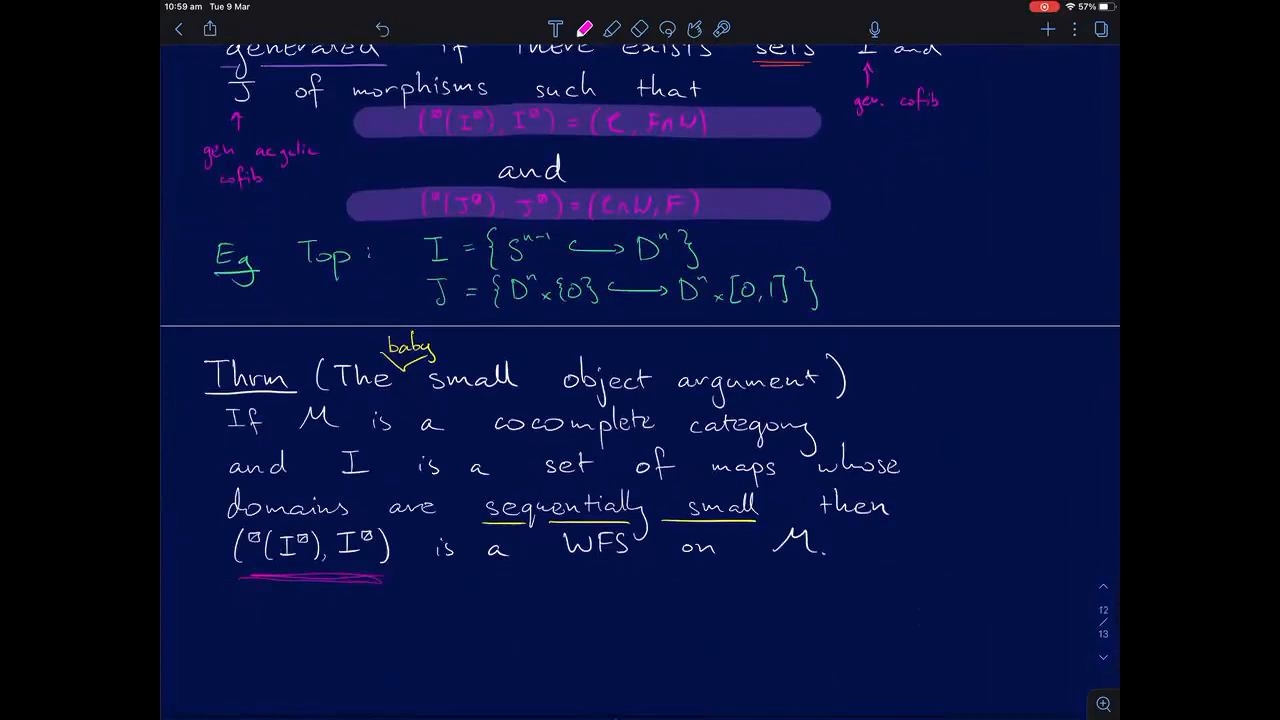 10:59 am Tue 9 Mar
57%
generated if there exists sets I and
J of morphisms such that
gen. cofib
(⧄(I⧄), I⧄) = (C, F∩W)
gen acyclic
cofib
and
(⧄(J⧄), J⧄) = (C∩W, F)
Eg Top: I = {Sⁿ⁻¹ ↪ Dⁿ}
J = {Dⁿ × {0} ↪ Dⁿ × [0,1]}
baby
Thrm (The small object argument)
If M is a cocomplete category
and I is a set of maps whose
domains are sequentially small then
(⧄(I⧄), I⧄) is a WFS on M.
12
/
13